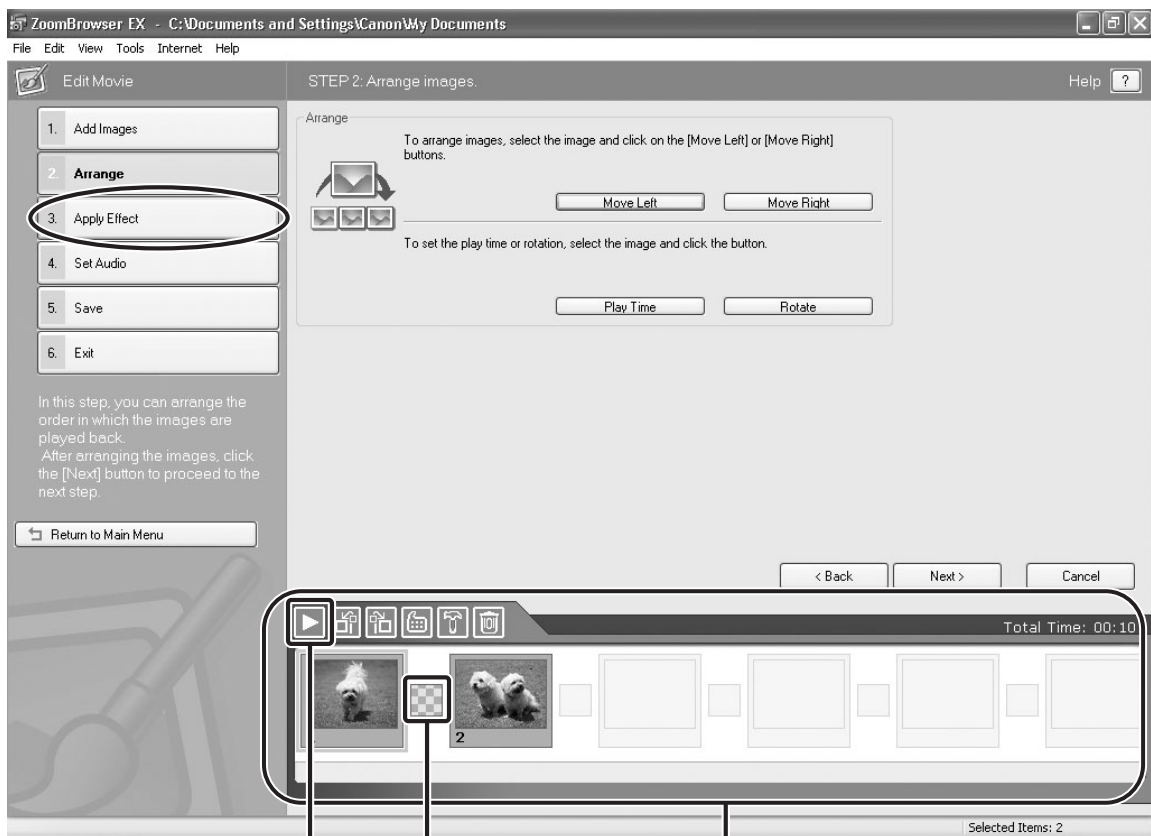 ZoomBrowser EX - C:\Documents and Settings\Canon\My Documents
File Edit View Tools Internet Help
Edit Movie
STEP 2: Arrange images.
Help ?
1. Add Images
2. Arrange
3. Apply Effect
4. Set Audio
5. Save
6. Exit
In this step, you can arrange the
order in which the images are
played back.
After arranging the images, click
the [Next] button to proceed to the
next step.
Return to Main Menu
Arrange
To arrange images, select the image and click on the [Move Left] or [Move Right]
buttons.
Move Left Move Right
To set the play time or rotation, select the image and click the button.
Play Time Rotate
< Back Next > Cancel
Total Time: 00:10
2
Selected Items: 2